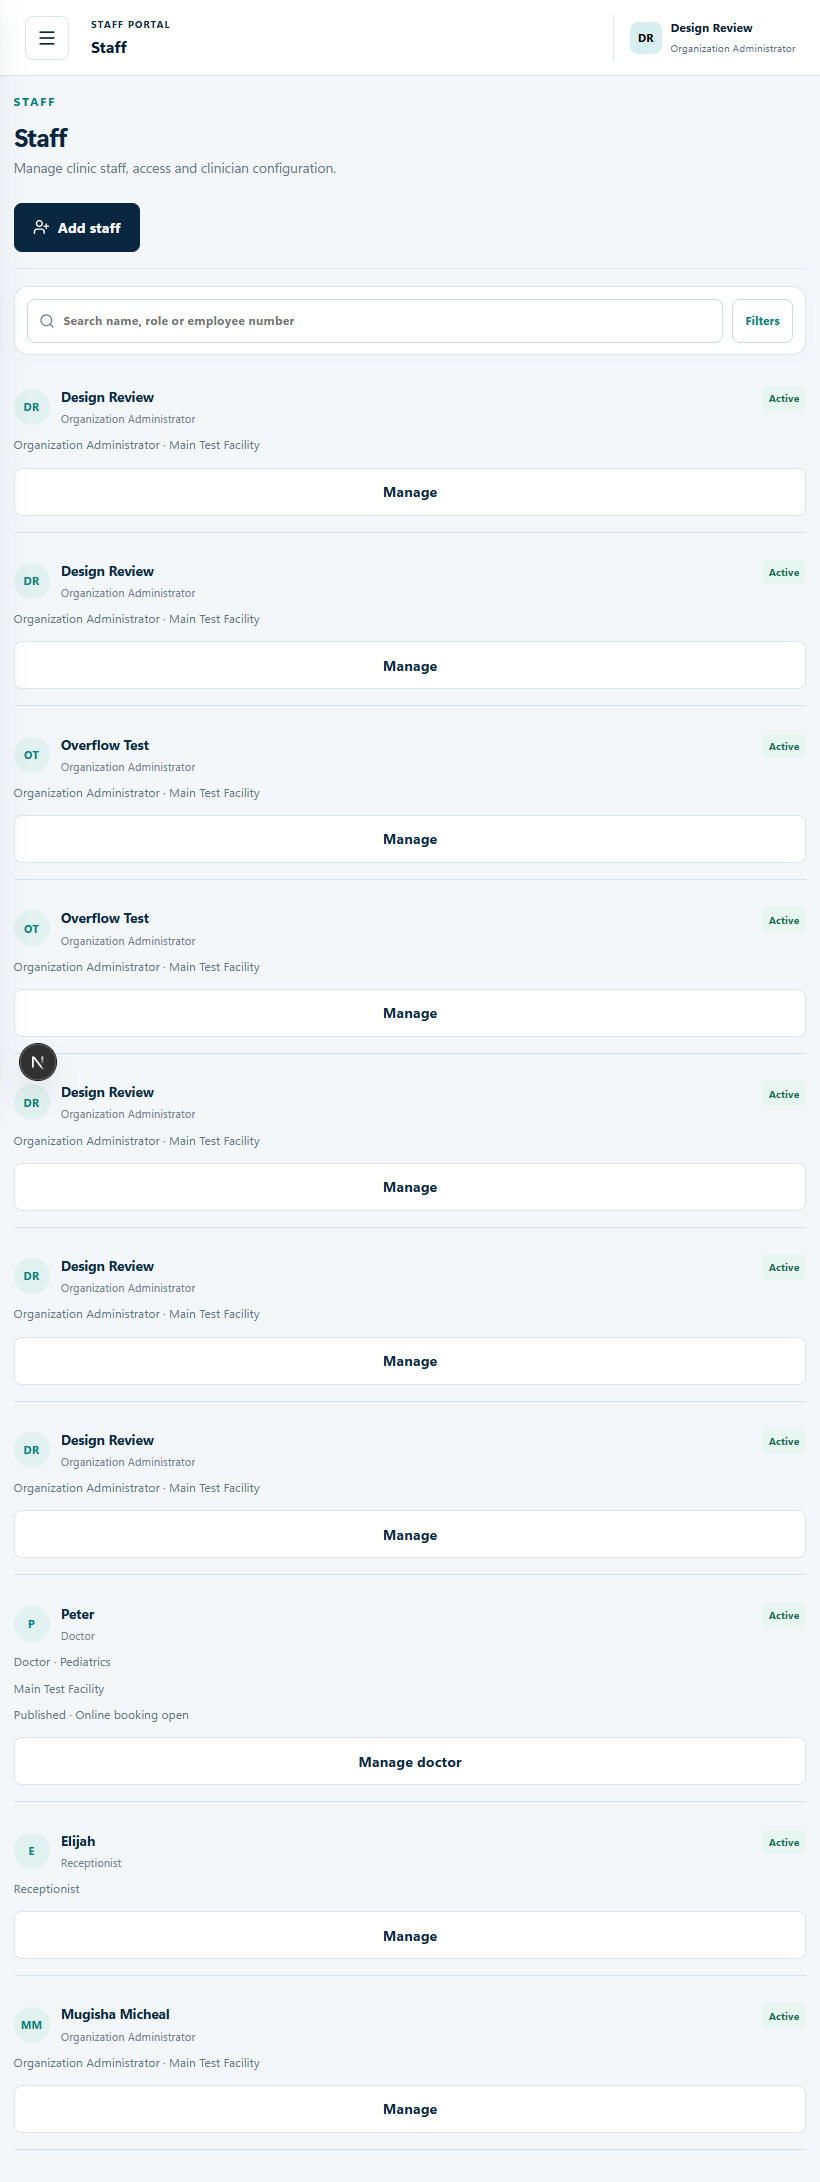 STAFF PORTAL
Staff
DR
Design Review
Organization Administrator
STAFF
Staff
Manage clinic staff, access and clinician configuration.
Add staff
Search name, role or employee number
Filters
DR
Design Review
Active
Organization Administrator
Organization Administrator · Main Test Facility
Manage
DR
Design Review
Active
Organization Administrator
Organization Administrator · Main Test Facility
Manage
OT
Overflow Test
Active
Organization Administrator
Organization Administrator · Main Test Facility
Manage
OT
Overflow Test
Active
Organization Administrator
Organization Administrator · Main Test Facility
Manage
N
DR
Design Review
Active
Organization Administrator
Organization Administrator · Main Test Facility
Manage
DR
Design Review
Active
Organization Administrator
Organization Administrator · Main Test Facility
Manage
DR
Design Review
Active
Organization Administrator
Organization Administrator · Main Test Facility
Manage
P
Peter
Active
Doctor
Doctor · Pediatrics
Main Test Facility
Published · Online booking open
Manage doctor
E
Elijah
Active
Receptionist
Receptionist
Manage
MM
Mugisha Micheal
Active
Organization Administrator
Organization Administrator · Main Test Facility
Manage